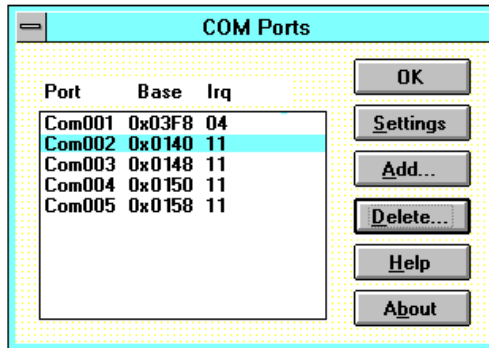 COM Ports
Port Base Irq
Com001 0x03F8 04
Com002 0x0140 11
Com003 0x0148 11
Com004 0x0150 11
Com005 0x0158 11
OK
Settings
Add...
Delete...
Help
About